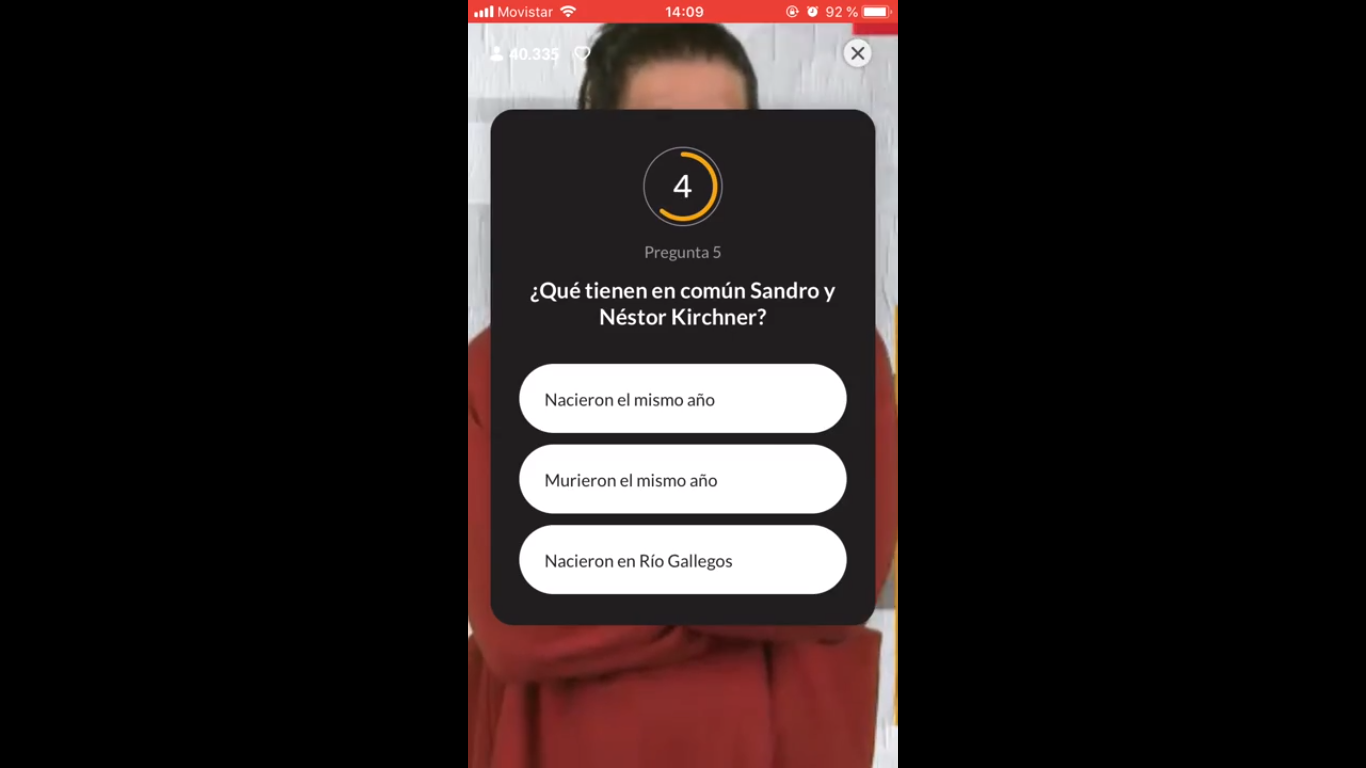 Movistar 14:09 92 %
40.335
4
Pregunta 5
¿Qué tienen en común Sandro y
Néstor Kirchner?
Nacieron el mismo año
Murieron el mismo año
Nacieron en Río Gallegos